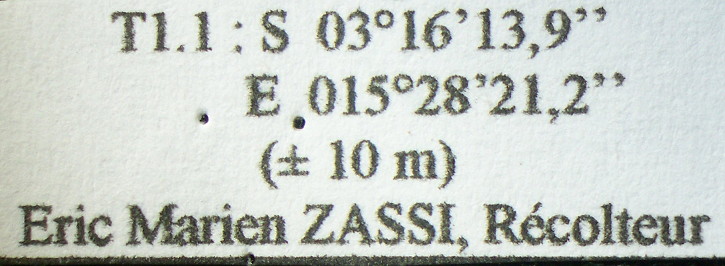 T1.1 : S 03°16’13,9’’
E 015°28’21,2’’
(± 10 m)
Eric Marien ZASSI, Récolteur